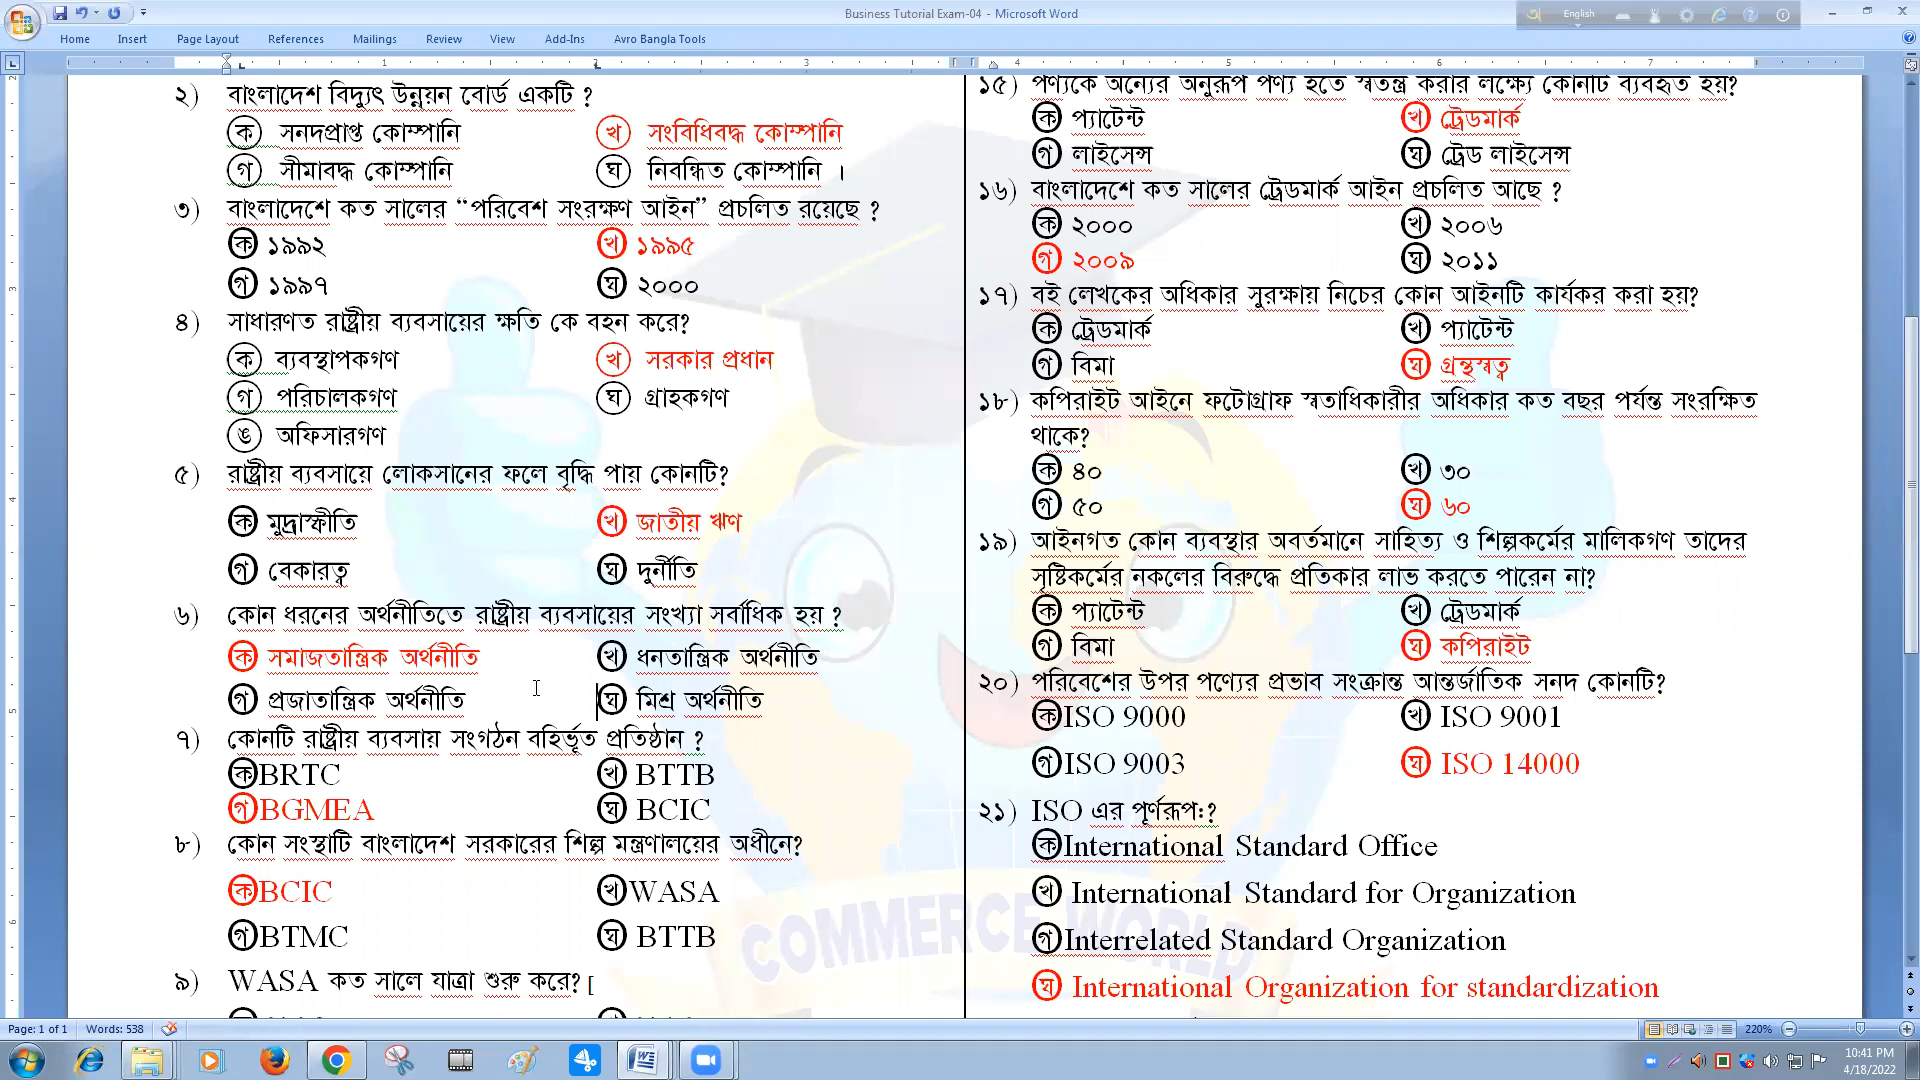 Business Tutorial Exam-04 - Microsoft Word
English
Home Insert Page Layout References Mailings Review View Add-Ins Avro Bangla Tools
২) বাংলাদেশ বিদ্যুৎ উন্নয়ন বোর্ড একটি ?
ক সনদপ্রাপ্ত কোম্পানি খ সংবিধিবদ্ধ কোম্পানি
গ সীমাবদ্ধ কোম্পানি ঘ নিবন্ধিত কোম্পানি ।
৩) বাংলাদেশে কত সালের “পরিবেশ সংরক্ষণ আইন” প্রচলিত রয়েছে ?
ক ১৯৯২ খ ১৯৯৫
গ ১৯৯৭ ঘ ২০০০
৪) সাধারণত রাষ্ট্রীয় ব্যবসায়ের ক্ষতি কে বহন করে?
ক ব্যবস্থাপকগণ খ সরকার প্রধান
গ পরিচালকগণ ঘ গ্রাহকগণ
ঙ অফিসারগণ
৫) রাষ্ট্রীয় ব্যবসায়ে লোকসানের ফলে বৃদ্ধি পায় কোনটি?
ক মুদ্রাস্ফীতি খ জাতীয় ঋণ
গ বেকারত্ব ঘ দুর্নীতি
৬) কোন ধরনের অর্থনীতিতে রাষ্ট্রীয় ব্যবসায়ের সংখ্যা সর্বাধিক হয় ?
ক সমাজতান্ত্রিক অর্থনীতি খ ধনতান্ত্রিক অর্থনীতি
গ প্রজাতান্ত্রিক অর্থনীতি ঘ মিশ্র অর্থনীতি
৭) কোনটি রাষ্ট্রীয় ব্যবসায় সংগঠন বহির্ভূত প্রতিষ্ঠান ?
ক BRTC খ BTTB
গ BGMEA ঘ BCIC
৮) কোন সংস্থাটি বাংলাদেশ সরকারের শিল্প মন্ত্রণালয়ের অধীনে?
ক BCIC খ WASA
গ BTMC ঘ BTTB
৯) WASA কত সালে যাত্রা শুরু করে? [
১৫) পণ্যকে অন্যের অনুরূপ পণ্য হতে স্বতন্ত্র করার লক্ষ্যে কোনটি ব্যবহৃত হয়?
ক প্যাটেন্ট খ ট্রেডমার্ক
গ লাইসেন্স ঘ ট্রেড লাইসেন্স
১৬) বাংলাদেশে কত সালের ট্রেডমার্ক আইন প্রচলিত আছে ?
ক ২০০০ খ ২০০৬
গ ২০০৯ ঘ ২০১১
১৭) বই লেখকের অধিকার সুরক্ষায় নিচের কোন আইনটি কার্যকর করা হয়?
ক ট্রেডমার্ক খ প্যাটেন্ট
গ বিমা ঘ গ্রন্থস্বত্ব
১৮) কপিরাইট আইনে ফটোগ্রাফ স্বতাধিকারীর অধিকার কত বছর পর্যন্ত সংরক্ষিত
থাকে?
ক ৪০ খ ৩০
গ ৫০ ঘ ৬০
১৯) আইনগত কোন ব্যবস্থার অবর্তমানে সাহিত্য ও শিল্পকর্মের মালিকগণ তাদের
সৃষ্টিকর্মের নকলের বিরুদ্ধে প্রতিকার লাভ করতে পারেন না?
ক প্যাটেন্ট খ ট্রেডমার্ক
গ বিমা ঘ কপিরাইট
২০) পরিবেশের উপর পণ্যের প্রভাব সংক্রান্ত আন্তর্জাতিক সনদ কোনটি?
ক ISO 9000 খ ISO 9001
গ ISO 9003 ঘ ISO 14000
২১) ISO এর পূর্ণরূপ:?
ক International Standard Office
খ International Standard for Organization
গ Interrelated Standard Organization
ঘ International Organization for standardization
COMMERCE WORLD
Page: 1 of 1 Words: 538 220%
10:41 PM
4/18/2022